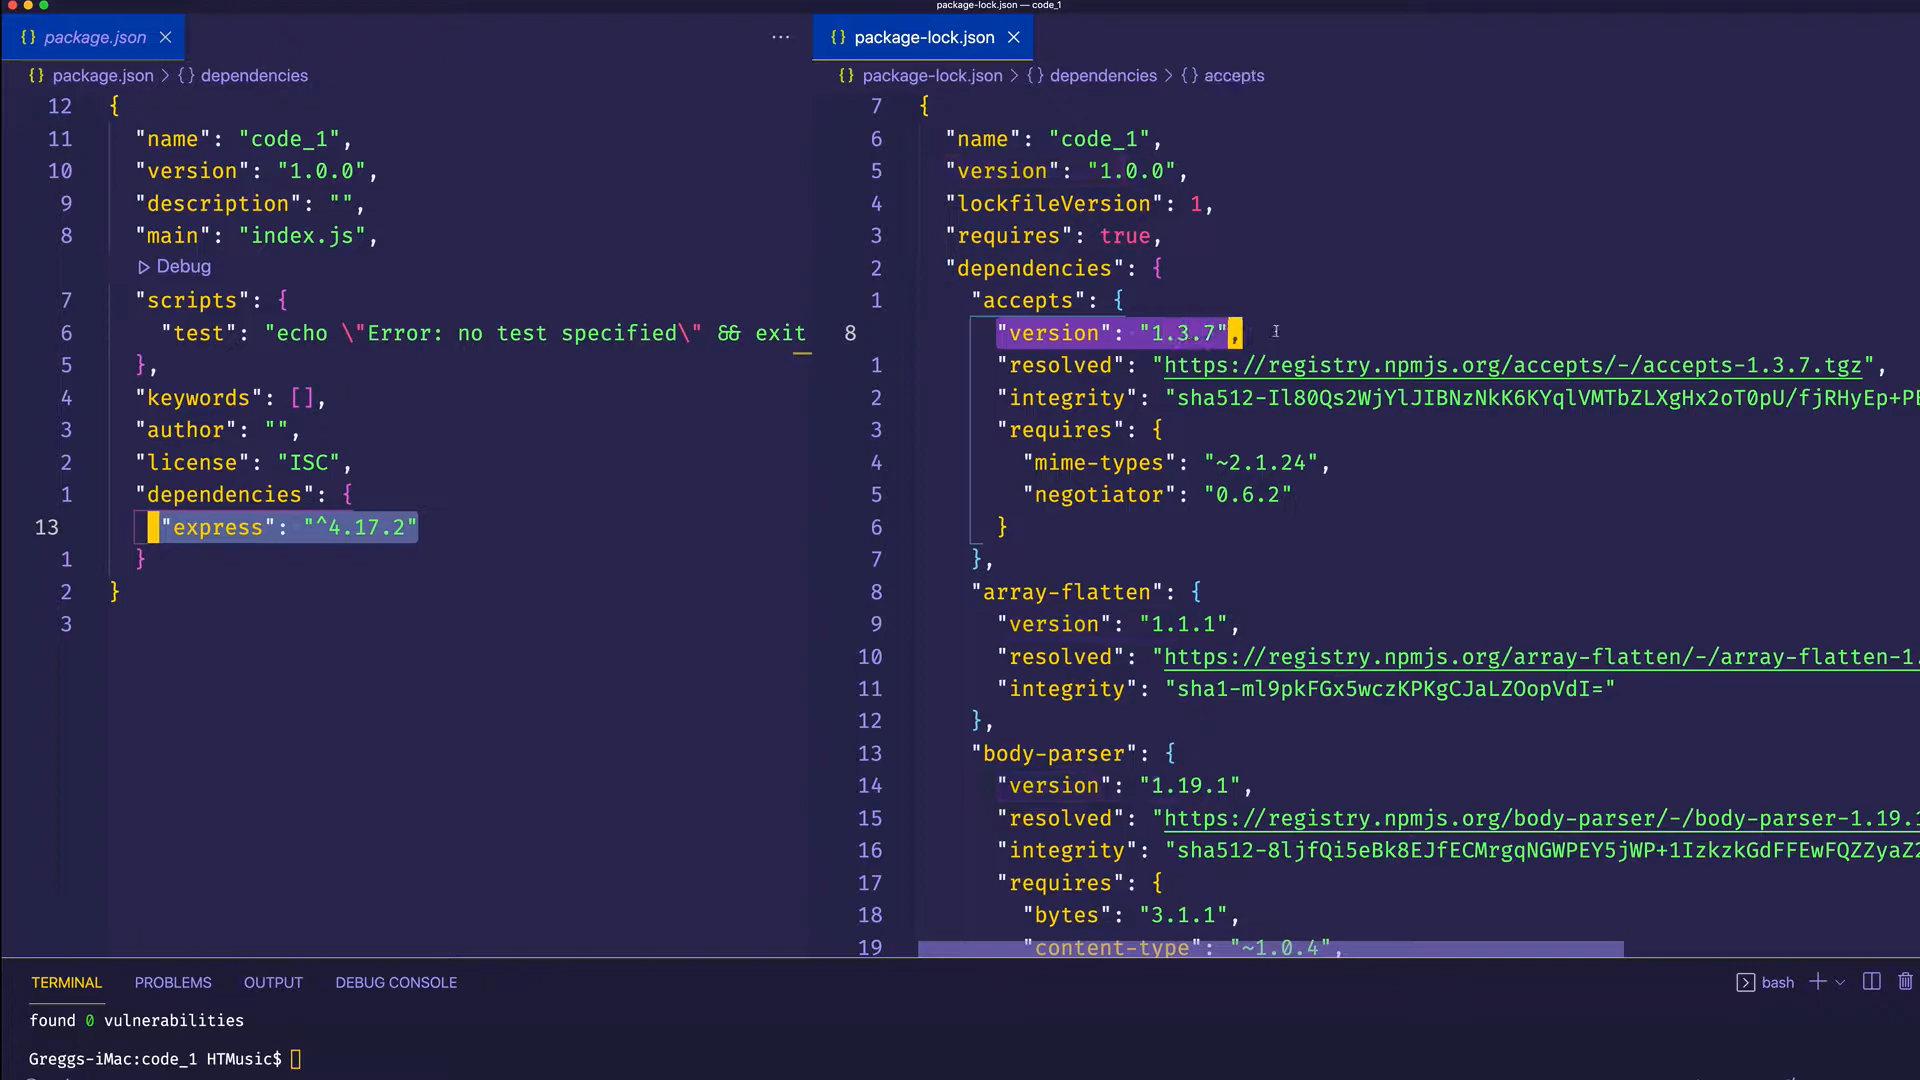 package-lock.json — code_1
{} package.json ×
···
{} package.json > {} dependencies
12 {
11 "name": "code_1",
10 "version": "1.0.0",
9 "description": "",
8 "main": "index.js",
Debug
7 "scripts": {
6 "test": "echo \"Error: no test specified\" && exit
5 },
4 "keywords": [],
3 "author": "",
2 "license": "ISC",
1 "dependencies": {
13 "express": "^4.17.2"
1 }
2 }
3
{} package-lock.json ×
{} package-lock.json > {} dependencies > {} accepts
7 {
6 "name": "code_1",
5 "version": "1.0.0",
4 "lockfileVersion": 1,
3 "requires": true,
2 "dependencies": {
1 "accepts": {
8 "version": "1.3.7",
1 "resolved": "https://registry.npmjs.org/accepts/-/accepts-1.3.7.tgz",
2 "integrity": "sha512-Il80Qs2WjYlJIBNzNkK6KYqlVMTbZLXgHx2oT0pU/fjRHyEp+PE
3 "requires": {
4 "mime-types": "~2.1.24",
5 "negotiator": "0.6.2"
6 }
7 },
8 "array-flatten": {
9 "version": "1.1.1",
10 "resolved": "https://registry.npmjs.org/array-flatten/-/array-flatten-1.
11 "integrity": "sha1-ml9pkFGx5wczKPKgCJaLZOopVdI="
12 },
13 "body-parser": {
14 "version": "1.19.1",
15 "resolved": "https://registry.npmjs.org/body-parser/-/body-parser-1.19.1
16 "integrity": "sha512-8ljfQi5eBk8EJfECMrgqNGWPEY5jWP+1IzkzkGdFFEwFQZZyaZ2
17 "requires": {
18 "bytes": "3.1.1",
19 "content-type": "~1.0.4",
TERMINAL PROBLEMS OUTPUT DEBUG CONSOLE
bash
found 0 vulnerabilities
Greggs-iMac:code_1 HTMusic$